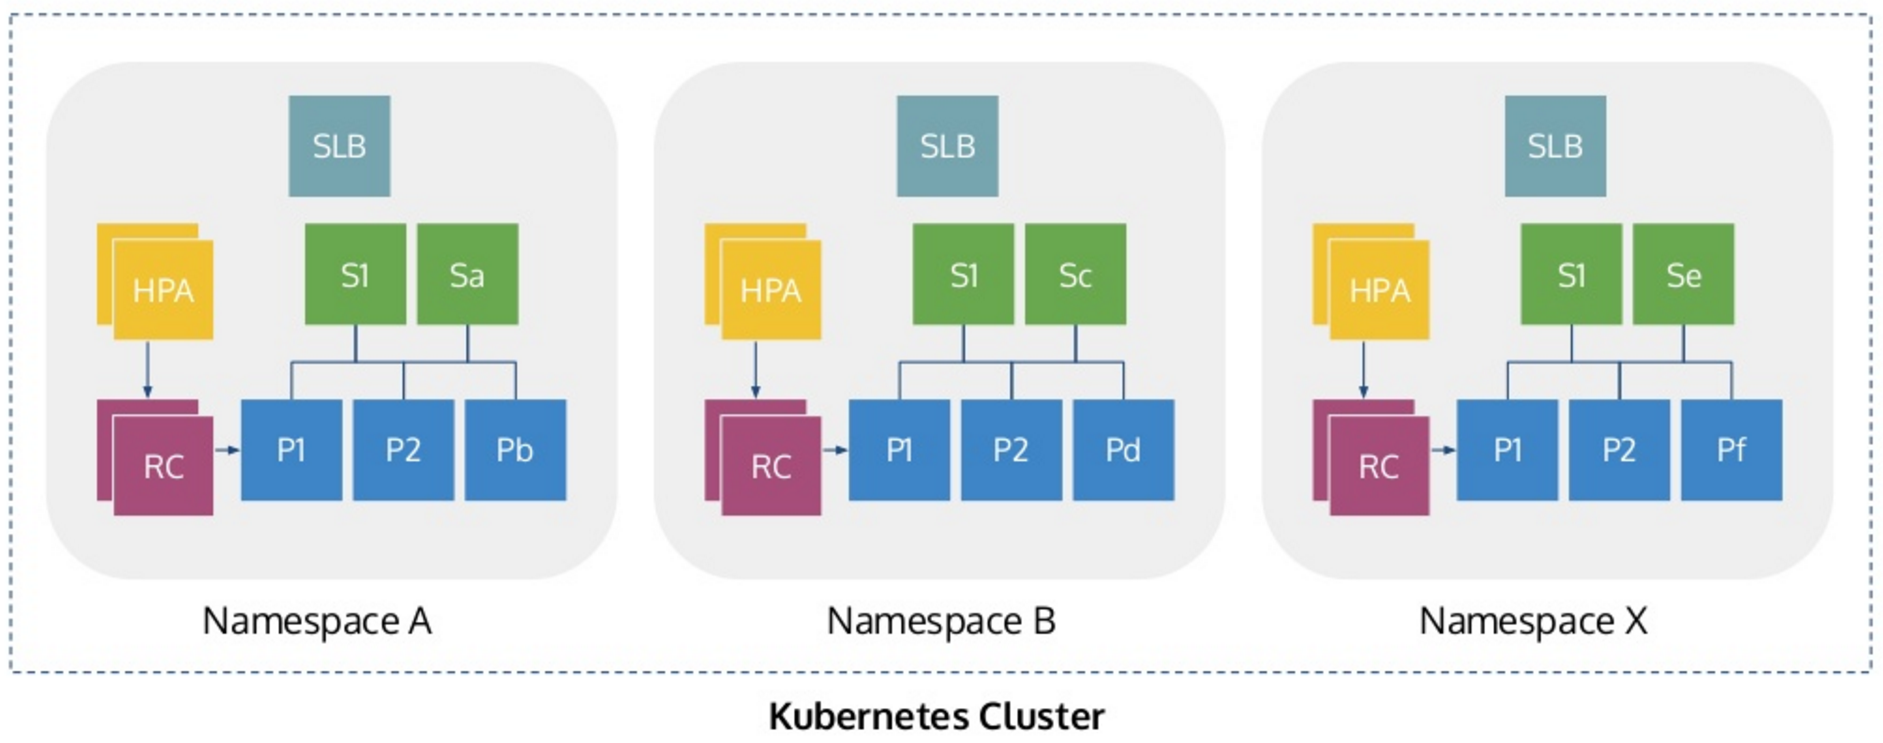 SLB
HPA
S1
Sa
RC
P1
P2
Pb
Namespace A
SLB
HPA
S1
Sc
RC
P1
P2
Pd
Namespace B
SLB
HPA
S1
Se
RC
P1
P2
Pf
Namespace X
Kubernetes Cluster